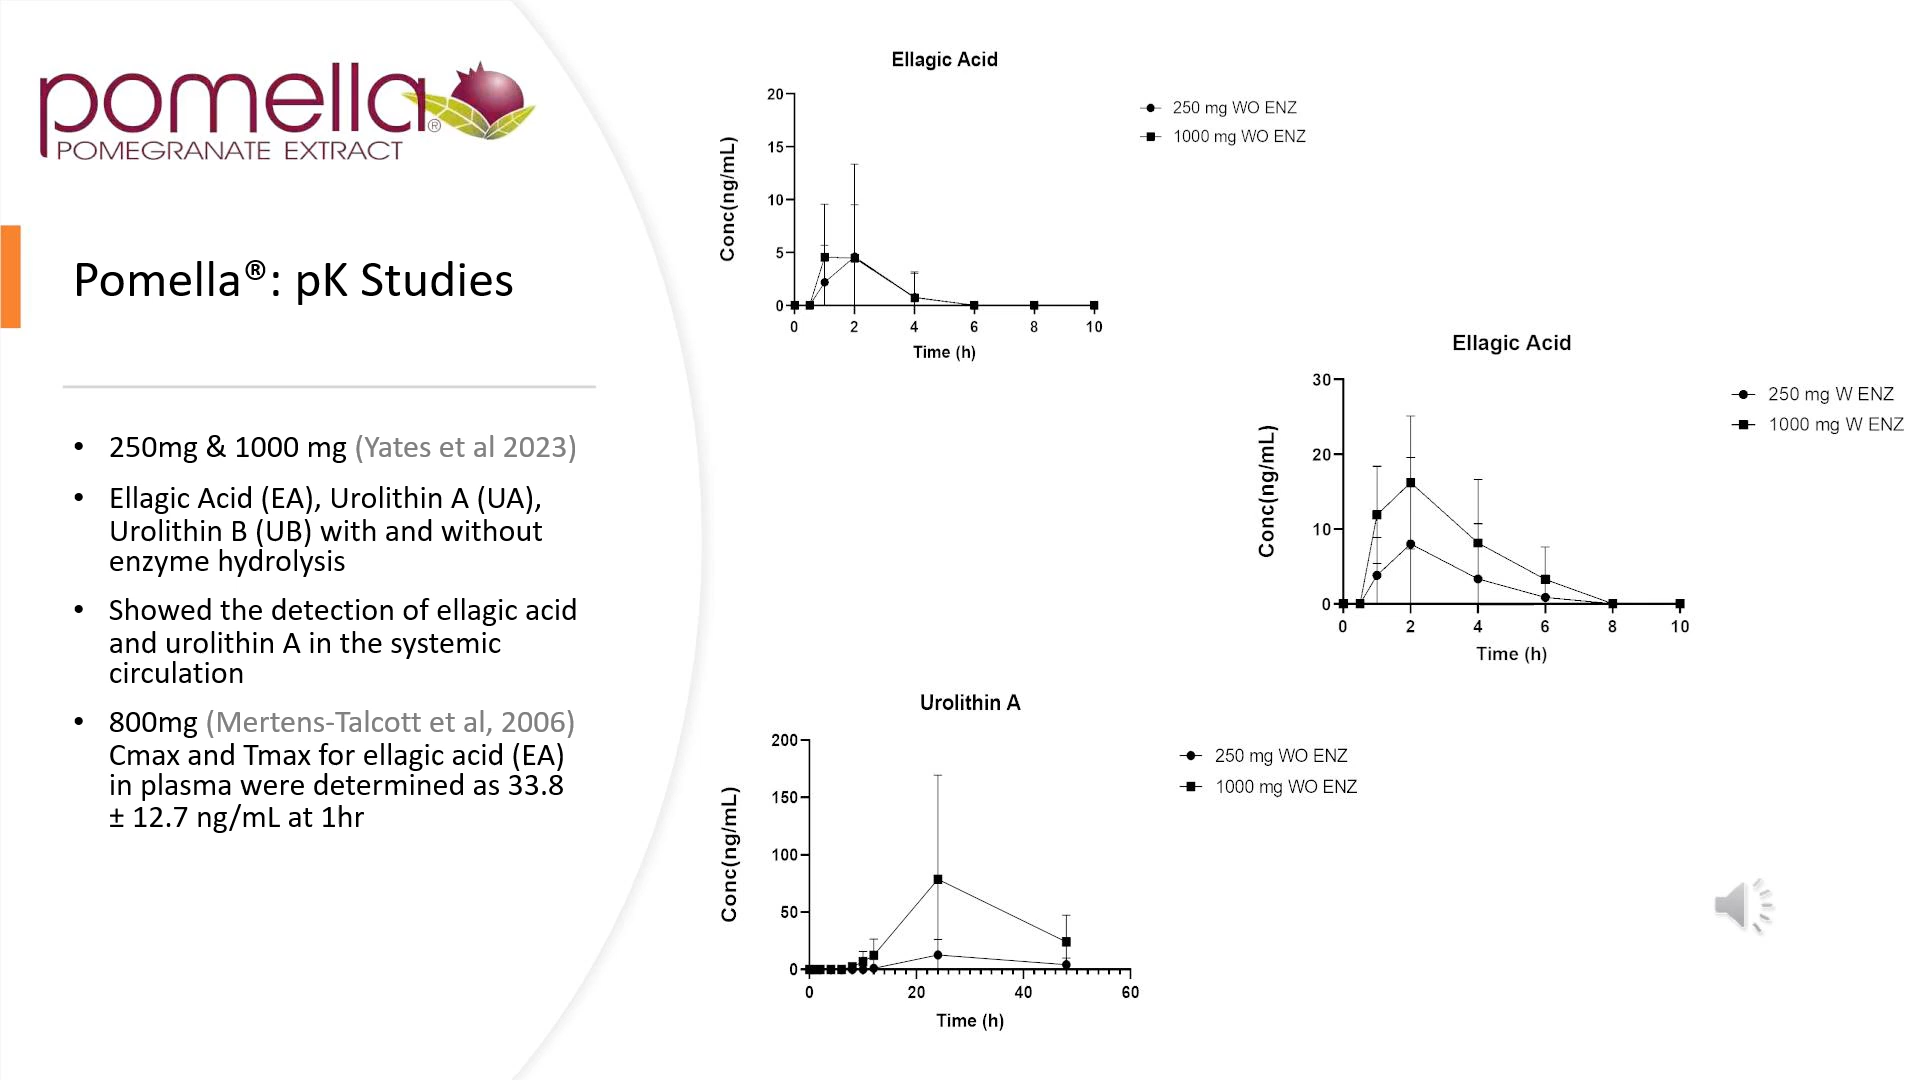 pomella®
POMEGRANATE EXTRACT
Pomella®: pK Studies
• 250mg & 1000 mg (Yates et al 2023)
• Ellagic Acid (EA), Urolithin A (UA),
Urolithin B (UB) with and without
enzyme hydrolysis
• Showed the detection of ellagic acid
and urolithin A in the systemic
circulation
• 800mg (Mertens-Talcott et al, 2006)
Cmax and Tmax for ellagic acid (EA)
in plasma were determined as 33.8
± 12.7 ng/mL at 1hr
Ellagic Acid
250 mg WO ENZ
1000 mg WO ENZ
Conc(ng/mL)
20
15
10
5
0
0 2 4 6 8 10
Time (h)
Ellagic Acid
250 mg W ENZ
1000 mg W ENZ
Conc(ng/mL)
30
20
10
0
0 2 4 6 8 10
Time (h)
Urolithin A
250 mg WO ENZ
1000 mg WO ENZ
Conc(ng/mL)
200
150
100
50
0
0 20 40 60
Time (h)